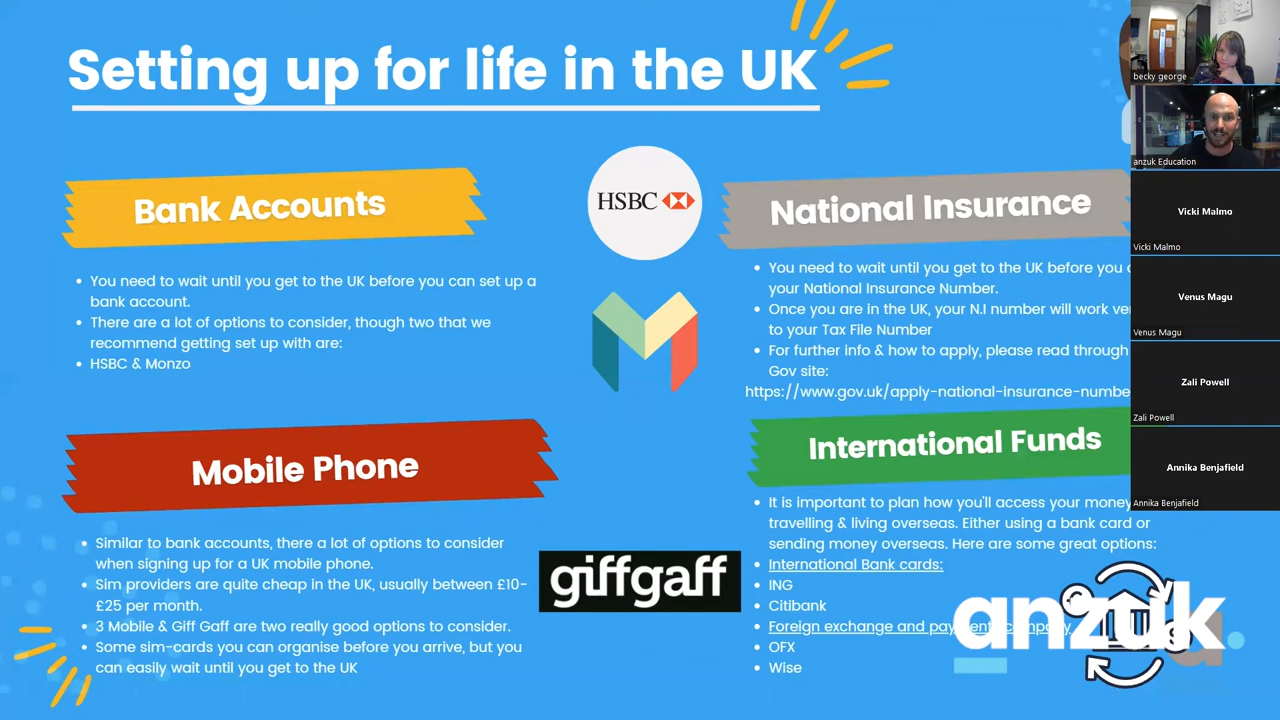 Setting up for life in the UK
Bank Accounts
You need to wait until you get to the UK before you can set up a
bank account.
There are a lot of options to consider, though two that we
recommend getting set up with are:
HSBC & Monzo
HSBC
National Insurance
You need to wait until you get to the UK before you
your National Insurance Number.
Once you are in the UK, your N.I number will work
to your Tax File Number
For further info & how to apply, please read through
Gov site:
https://www.gov.uk/apply-national-insurance-numbe
Mobile Phone
Similar to bank accounts, there a lot of options to consider
when signing up for a UK mobile phone.
Sim providers are quite cheap in the UK, usually between £10-
£25 per month.
3 Mobile & Giff Gaff are two really good options to consider.
Some sim-cards you can organise before you arrive, but you
can easily wait until you get to the UK
giffgaff
International Funds
It is important to plan how you'll access your money
travelling & living overseas. Either using a bank card or
sending money overseas. Here are some great options:
International Bank cards:
ING
Citibank
Foreign exchange and
OFX
Wise
anzuk
becky george
anzuk Education
Vicki Malmo
Vicki Malmo
Venus Magu
Venus Magu
Zali Powell
Zali Powell
Annika Benjafield
Annika Benjafield